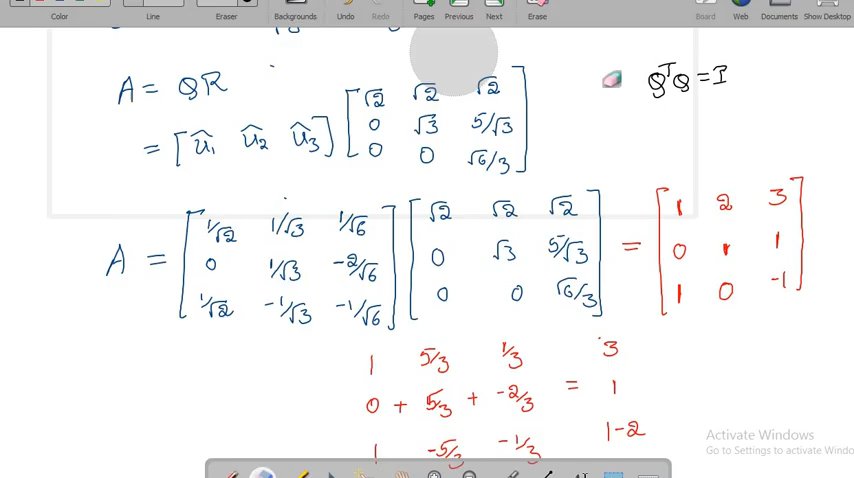 Color Line Eraser Backgrounds Undo Redo Pages Previous Next Erase Board Web Documents Show Desktop
A = QR
= [û1 û2 û3] [√2 √2 √2
0 √3 5/√3
0 0 √6/3]
QᵀQ = I
A = [1/√2 1/√3 1/√6
0 1/√3 -2/√6
1/√2 -1/√3 -1/√6] [√2 √2 √2
0 √3 5/√3
0 0 √6/3] = [1 2 3
0 1 1
1 0 -1]
1 5/3 1/3 3
0 + 5/3 + -2/3 = 1
1 -5/3 -1/3 1-2
Activate Windows
Go to Settings to activate Windo